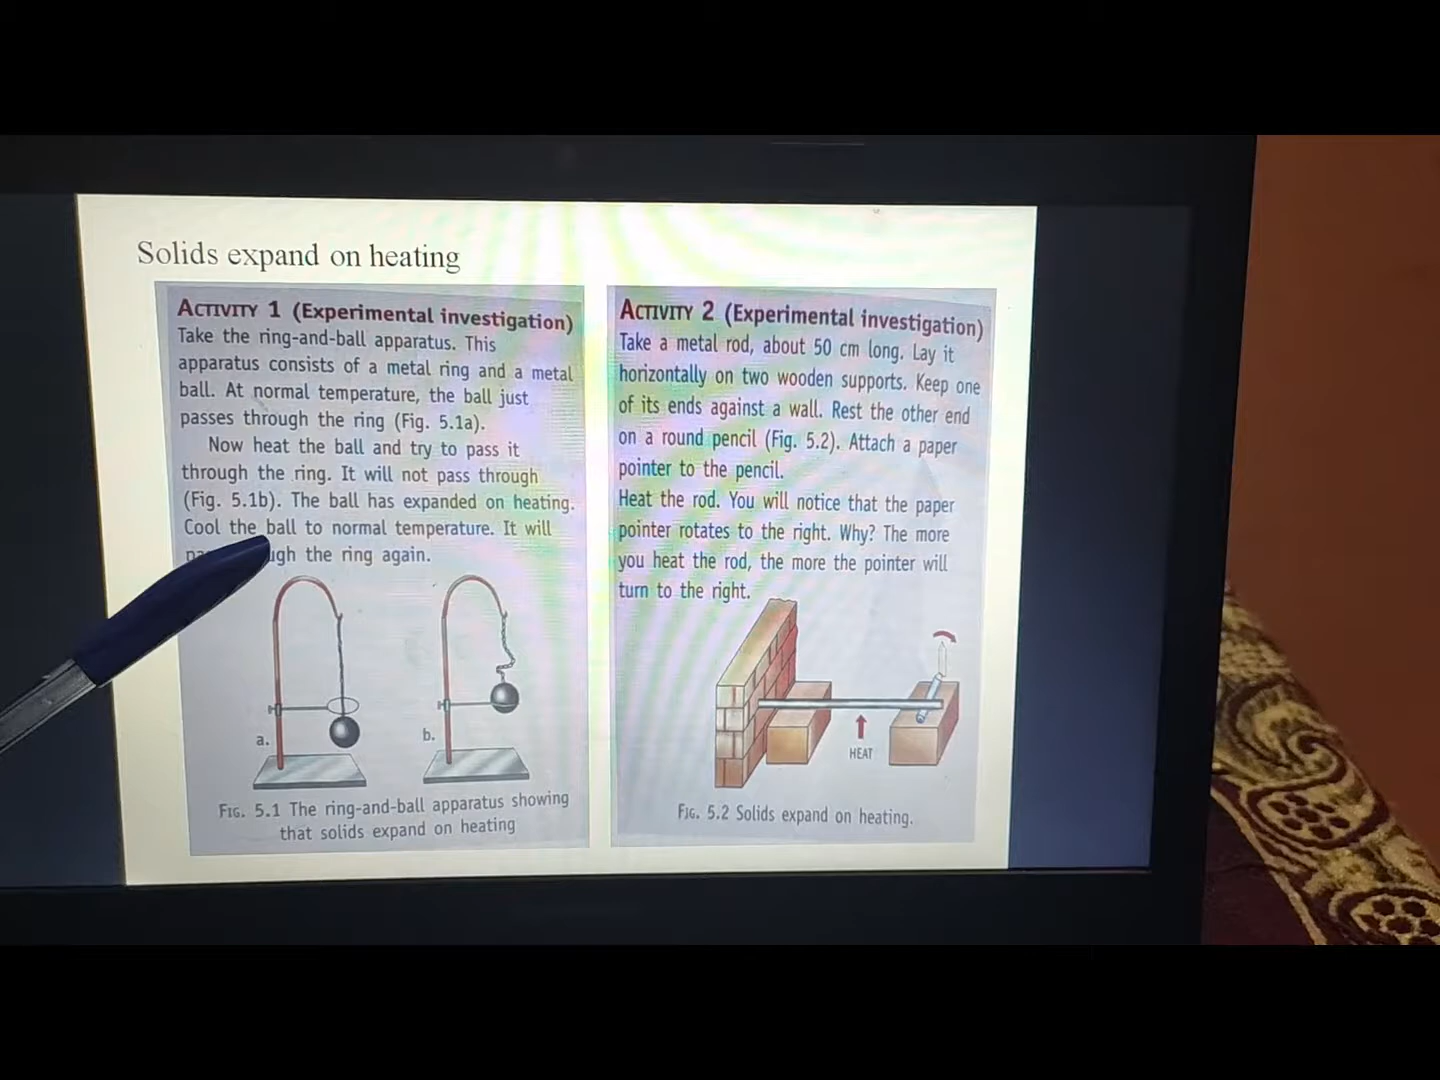 Solids expand on heating
ACTIVITY 1 (Experimental investigation)
Take the ring-and-ball apparatus. This
apparatus consists of a metal ring and a metal
ball. At normal temperature, the ball just
passes through the ring (Fig. 5.1a).
Now heat the ball and try to pass it
through the ring. It will not pass through
(Fig. 5.1b). The ball has expanded on heating.
Cool the ball to normal temperature. It will
the ring again.
a.
b.
FIG. 5.1 The ring-and-ball apparatus showing
that solids expand on heating
ACTIVITY 2 (Experimental investigation)
Take a metal rod, about 50 cm long. Lay it
horizontally on two wooden supports. Keep one
of its ends against a wall. Rest the other end
on a round pencil (Fig. 5.2). Attach a paper
pointer to the pencil.
Heat the rod. You will notice that the paper
pointer rotates to the right. Why? The more
you heat the rod, the more the pointer will
turn to the right.
HEAT
FIG. 5.2 Solids expand on heating.